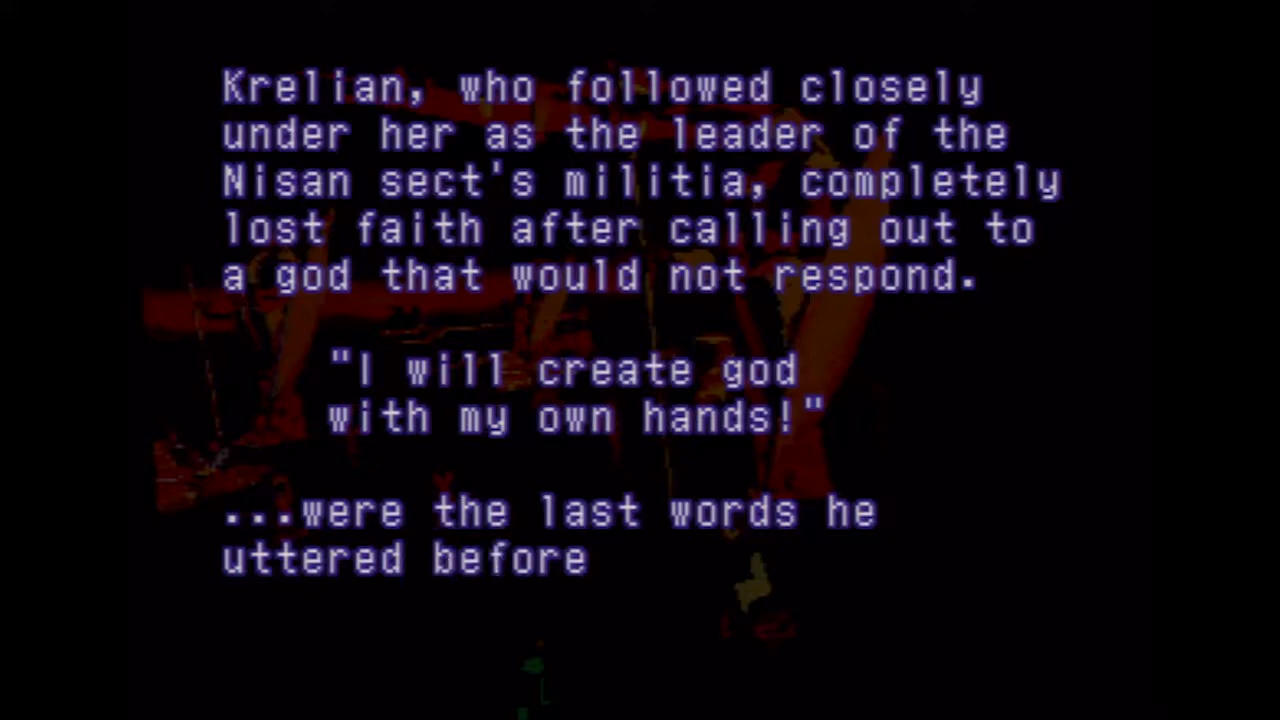 Krelian, who followed closely
under her as the leader of the
Nisan sect's militia, completely
lost faith after calling out to
a god that would not respond.
"I will create god
with my own hands!"
...were the last words he
uttered before